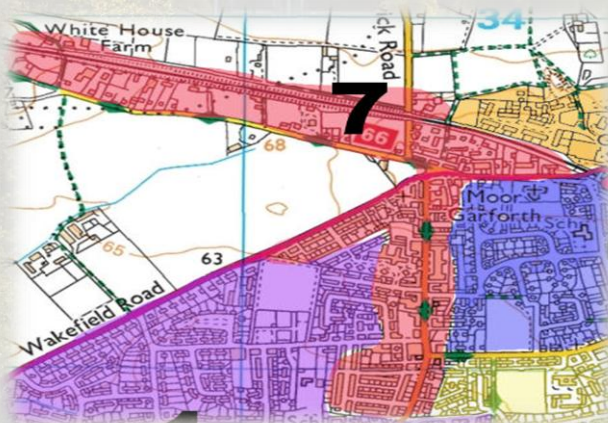 White House
Farm
ick Road
34
7
66
68
Moor
Garforth
Sch
65
63
Wakefield Road